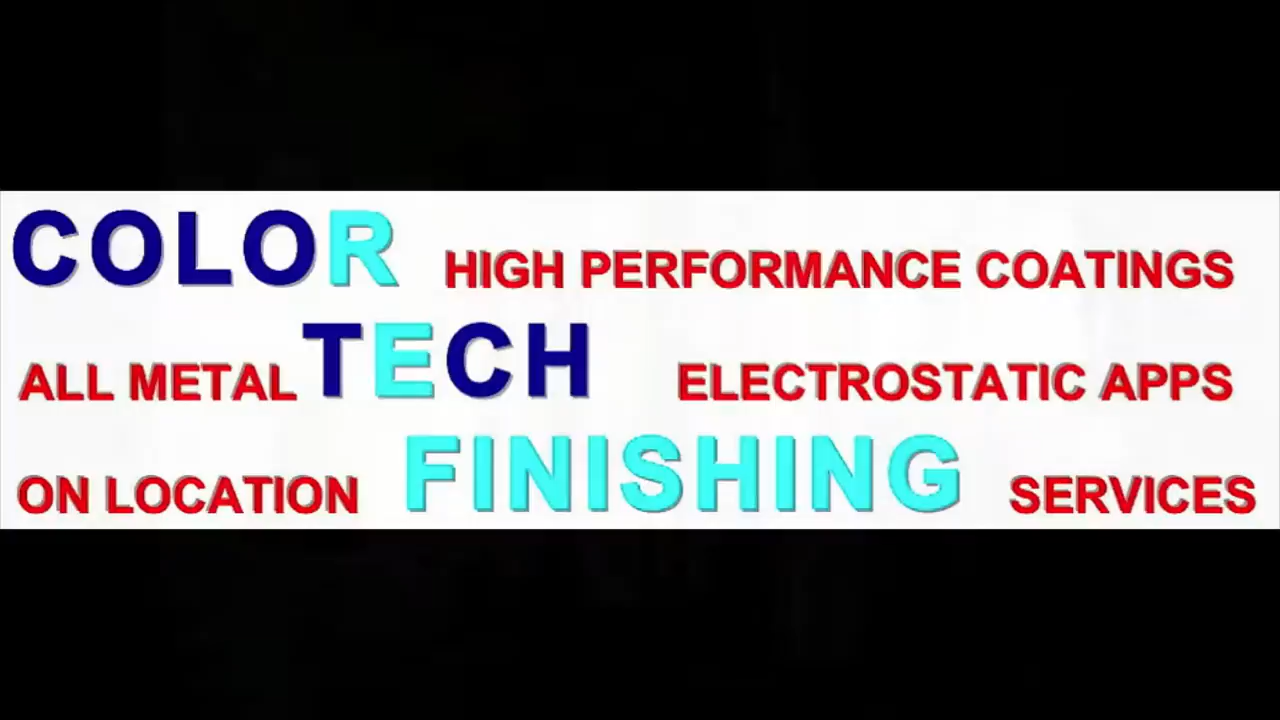 COLOR HIGH PERFORMANCE COATINGS
ALL METAL TECH ELECTROSTATIC APPS
ON LOCATION FINISHING SERVICES